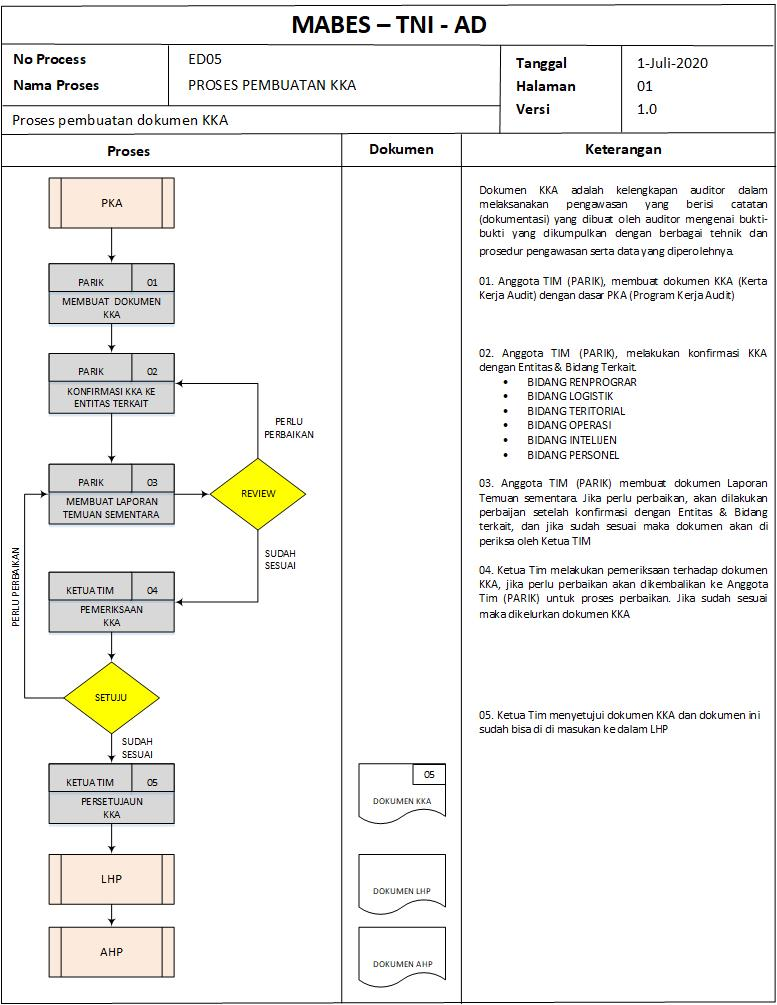 MABES – TNI - AD
No Process
ED05
Nama Proses
PROSES PEMBUATAN KKA
Tanggal
1-Juli-2020
Halaman
01
Versi
1.0
Proses pembuatan dokumen KKA
Proses
Dokumen
Keterangan
PKA
PARIK
01
MEMBUAT DOKUMEN
KKA
PARIK
02
KONFIRMASI KKA KE
ENTITAS TERKAIT
PERLU
PERBAIKAN
PARIK
03
MEMBUAT LAPORAN
TEMUAN SEMENTARA
REVIEW
SUDAH
SESUAI
PERLU PERBAIKAN
KETUA TIM
04
PEMERIKSAAN
KKA
SETUJU
SUDAH
SESUAI
KETUA TIM
05
PERSETUJAUN
KKA
LHP
AHP
05
DOKUMEN KKA
DOKUMEN LHP
DOKUMEN AHP
Dokumen KKA adalah kelengkapan auditor dalam
melaksanakan pengawasan yang berisi catatan
(dokumentasi) yang dibuat oleh auditor mengenai bukti-
bukti yang dikumpulkan dengan berbagai tehnik dan
prosedur pengawasan serta data yang diperolehnya.
01. Anggota TIM (PARIK), membuat dokumen KKA (Kerta
Kerja Audit) dengan dasar PKA (Program Kerja Audit)
02. Anggota TIM (PARIK), melakukan konfirmasi KKA
dengan Entitas & Bidang Terkait.
• BIDANG RENPROGRAR
• BIDANG LOGISTIK
• BIDANG TERITORIAL
• BIDANG OPERASI
• BIDANG INTELIJEN
• BIDANG PERSONEL
03. Anggota TIM (PARIK) membuat dokumen Laporan
Temuan sementara. Jika perlu perbaikan, akan dilakukan
perbaijan setelah konfirmasi dengan Entitas & Bidang
terkait, dan jika sudah sesuai maka dokumen akan di
periksa oleh Ketua TIM
04. Ketua Tim melakukan pemeriksaan terhadap dokumen
KKA, jika perlu perbaikan akan dikembalikan ke Anggota
Tim (PARIK) untuk proses perbaikan. Jika sudah sesuai
maka dikelurkan dokumen KKA
05. Ketua Tim menyetujui dokumen KKA dan dokumen ini
sudah bisa di di masukan ke dalam LHP